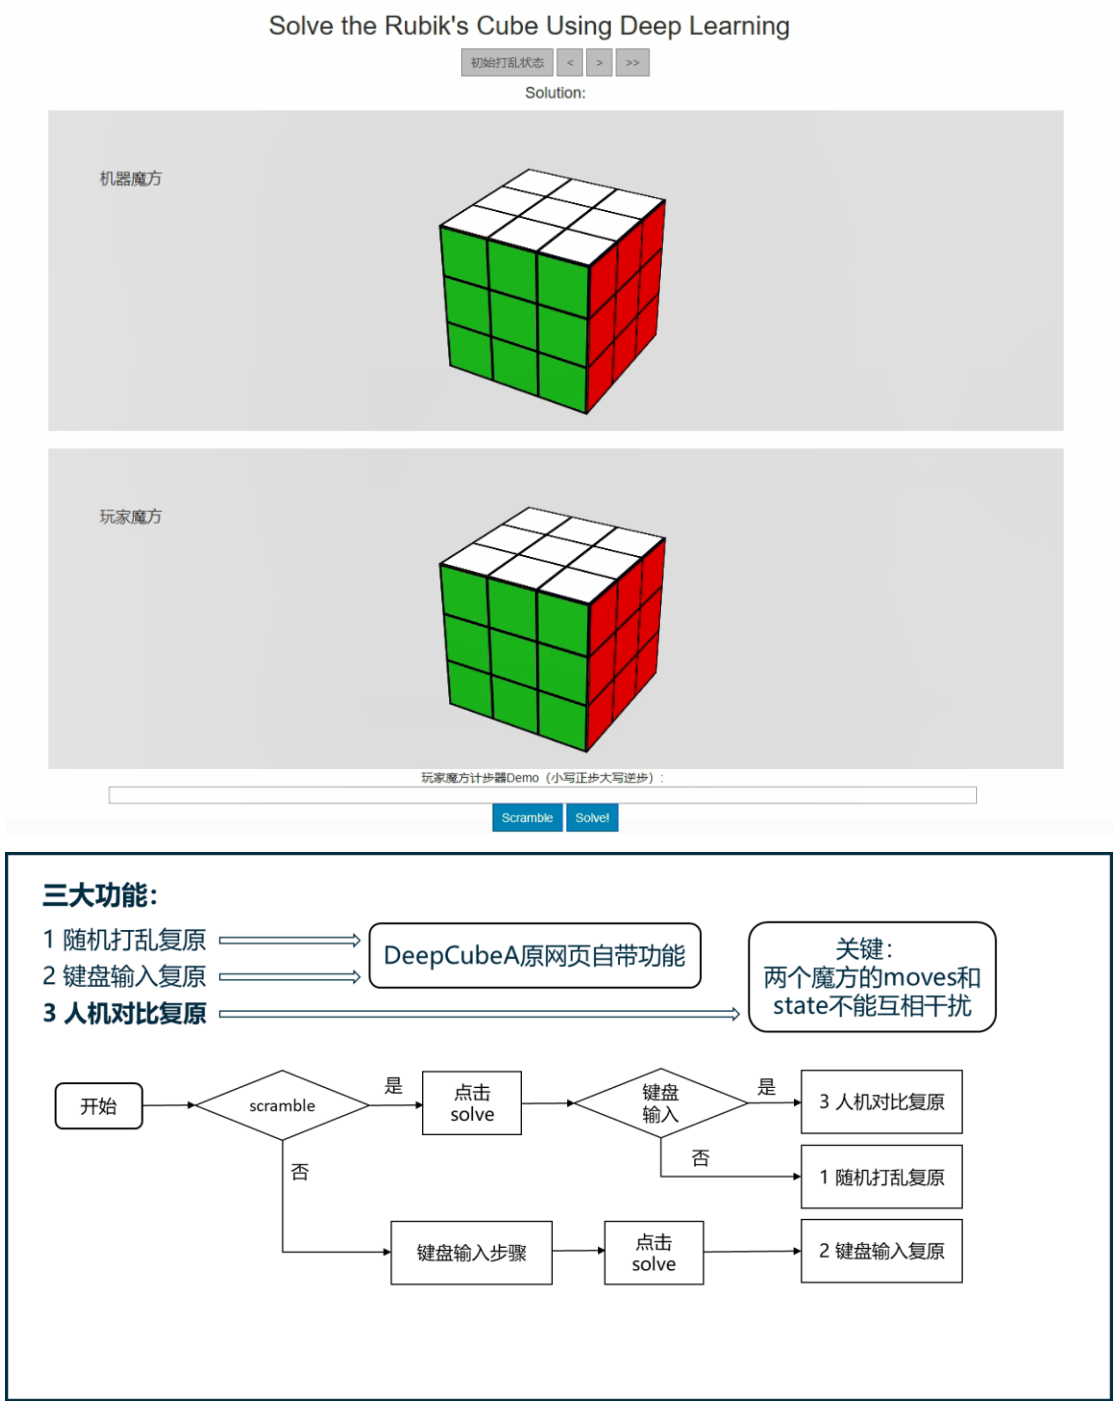 Solve the Rubik's Cube Using Deep Learning
初始打乱状态 < > >>
Solution:
机器魔方
玩家魔方
玩家魔方计步器Demo（小写正步大写逆步）:
Scramble Solve!
三大功能：
1 随机打乱复原
2 键盘输入复原
3 人机对比复原
DeepCubeA原网页自带功能
关键：
两个魔方的moves和
state不能互相干扰
开始
scramble
是
点击
solve
键盘
输入
是
3 人机对比复原
否
1 随机打乱复原
否
键盘输入步骤
点击
solve
2 键盘输入复原